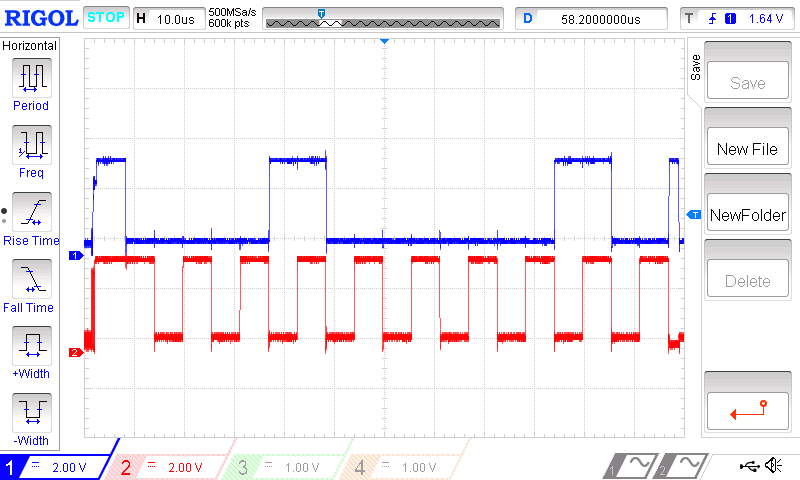 RIGOL STOP H 10.0us 500MSa/s D 58.2000000us T 1 1.64 V
600k pts
T
Horizontal
Period
Freq
Rise Time
Fall Time
+Width
-Width
1
2
T
Save
Save
New File
NewFolder
Delete
1 2.00 V 2 2.00 V 3 1.00 V 4 1.00 V 1 2